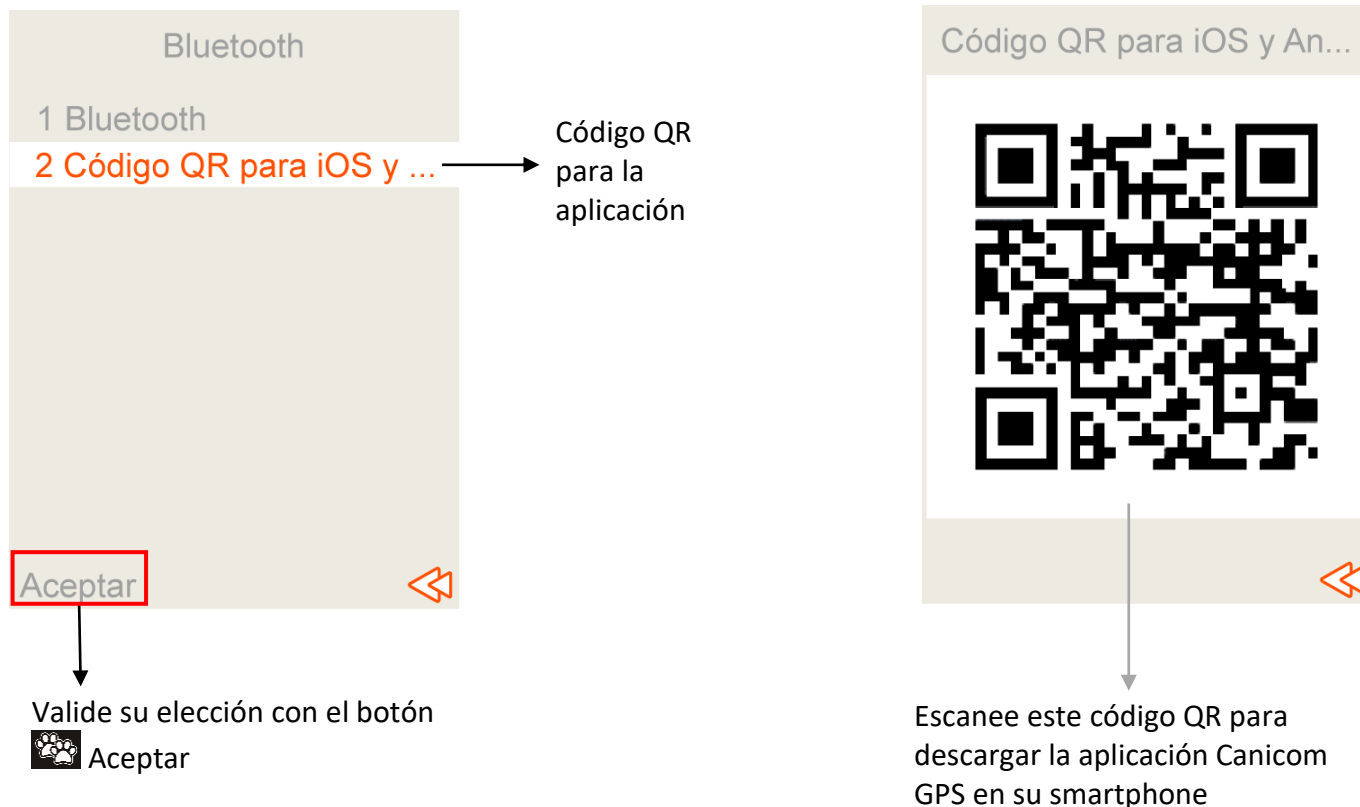 Bluetooth
1 Bluetooth
2 Código QR para iOS y ...
Código QR
para la
aplicación
Aceptar
Valide su elección con el botón
Aceptar
Código QR para iOS y An...
Escanee este código QR para
descargar la aplicación Canicom
GPS en su smartphone